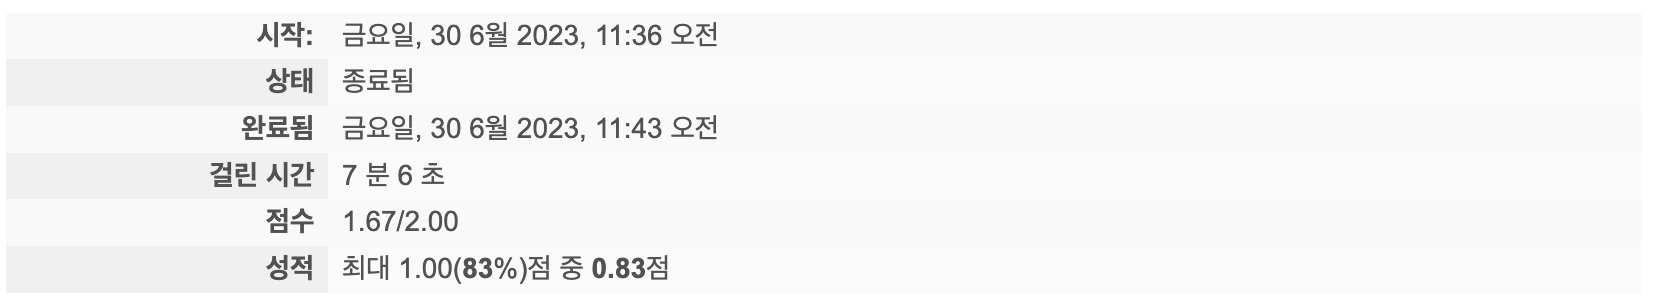 시작: 금요일, 30 6월 2023, 11:36 오전
상태 종료됨
완료됨 금요일, 30 6월 2023, 11:43 오전
걸린 시간 7 분 6 초
점수 1.67/2.00
성적 최대 1.00(83%)점 중 0.83점